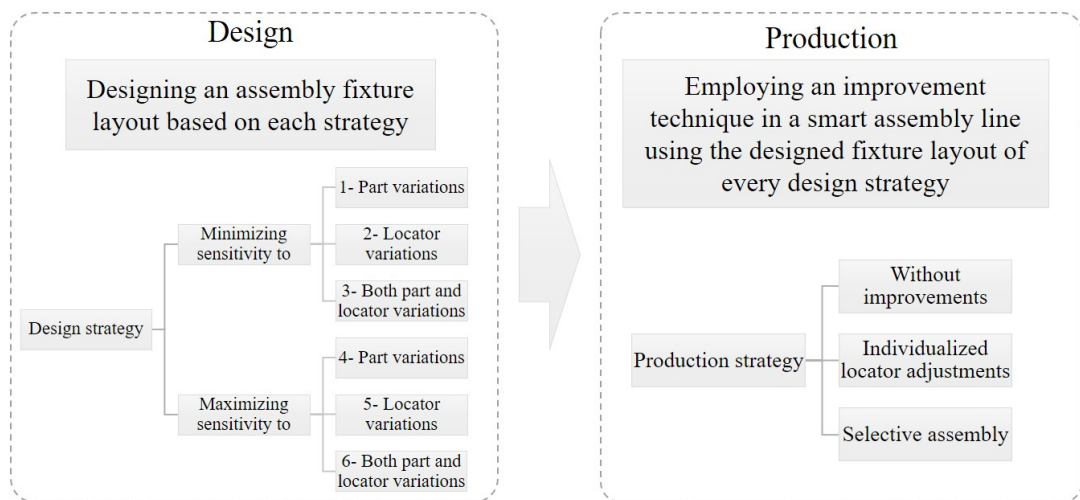 Design
Designing an assembly fixture
layout based on each strategy
Design strategy
Minimizing
sensitivity to
1- Part variations
2- Locator
variations
3- Both part and
locator variations
Maximizing
sensitivity to
4- Part variations
5- Locator
variations
6- Both part and
locator variations
Production
Employing an improvement
technique in a smart assembly line
using the designed fixture layout of
every design strategy
Production strategy
Without
improvements
Individualized
locator adjustments
Selective assembly